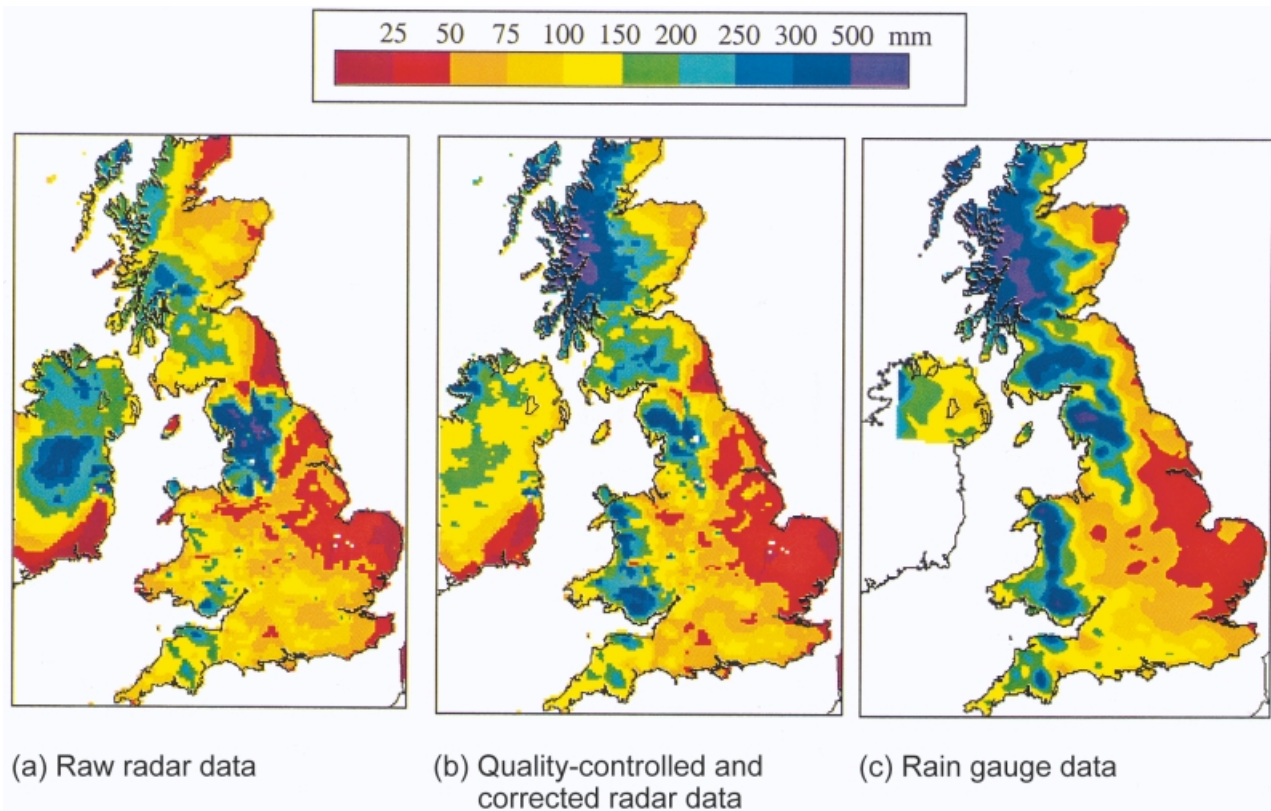 25 50 75 100 150 200 250 300 500 mm
(a) Raw radar data
(b) Quality-controlled and
corrected radar data
(c) Rain gauge data